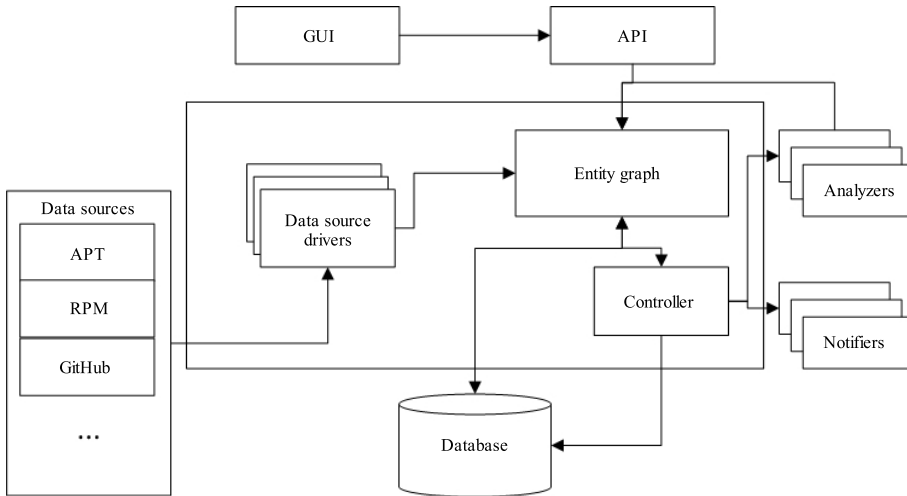 GUI
API
Entity graph
Analyzers
Data sources
Data source
drivers
APT
RPM
Controller
GitHub
Notifiers
...
Database